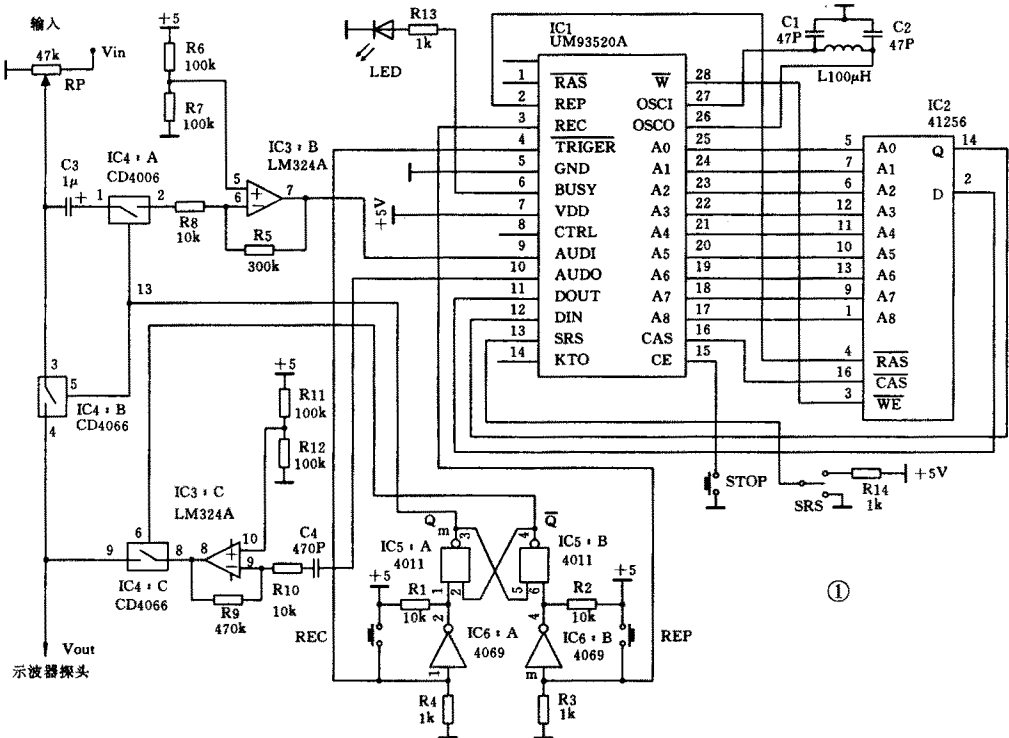 输入
Vin
47k
RP
+5
R6
100k
R7
100k
LED
R13
1k
IC1
UM93520A
C1
47P
C2
47P
L100μH
IC2
41256
C3
1μ
+
1
IC4:A
CD4006
2
R8
10k
5
6
+
−
7
IC3:B
LM324A
R5
300k
+5V
1
RAS
W
28
2
REP
OSCI
27
3
REC
OSCO
26
4
TRIGER
A0
25
5
GND
A1
24
6
BUSY
A2
23
7
VDD
A3
22
8
CTRL
A4
21
9
AUDI
A5
20
10
AUDO
A6
19
11
DOUT
A7
18
12
DIN
A8
17
13
SRS
CAS
16
14
KTO
CE
15
5
A0
Q
14
7
A1
6
A2
D
2
12
A3
11
A4
10
A5
13
A6
9
A7
1
A8
4
RAS
16
CAS
3
WE
13
3
5
4
IC4:B
CD4066
+5
R11
100k
R12
100k
IC3:C
LM324A
6
9
8
8
10
9
+
−
IC4:C
CD4066
R9
470k
R10
10k
C4
470P
Q
m
3
IC5:A
4011
1
2
Q
4
IC5:B
4011
5
6
+5
R1
10k
2
IC6:A
4069
1
REC
R4
1k
R2
10k
+5
4
IC6:B
4069
m
REP
R3
1k
STOP
SRS
R14
1k
+5V
①
Vout
示波器探头